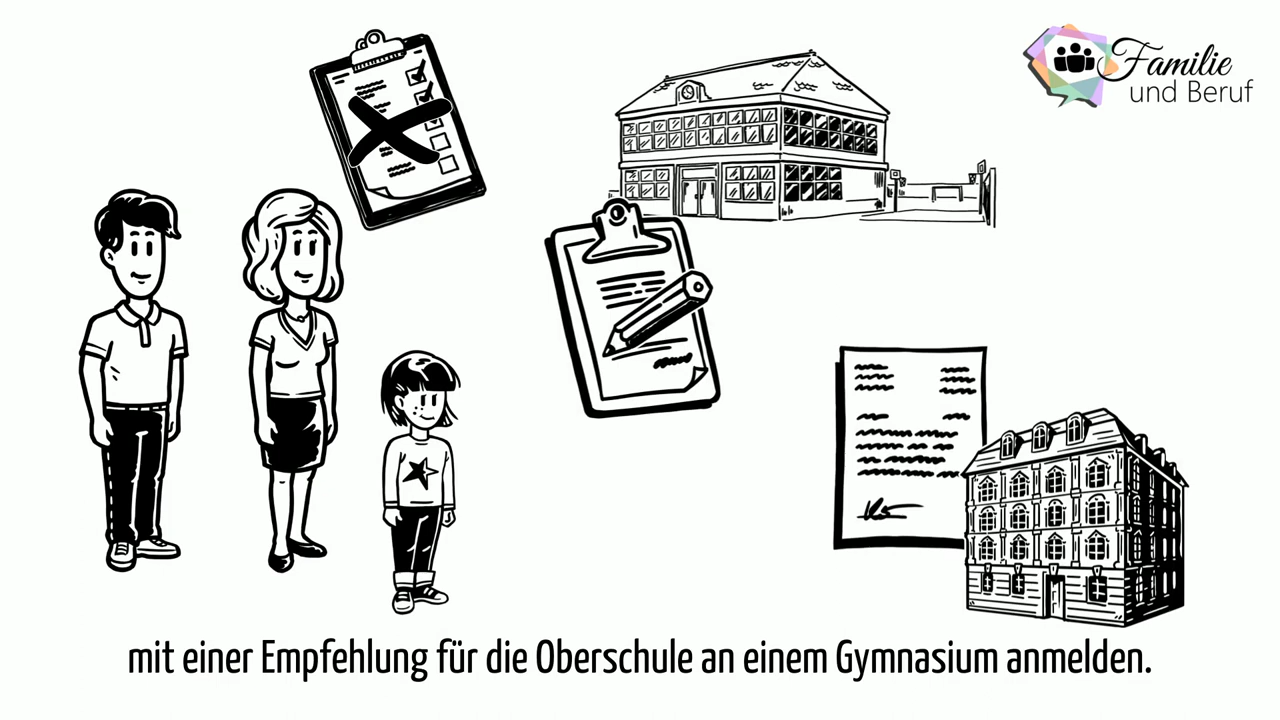 Familie
und Beruf
mit einer Empfehlung für die Oberschule an einem Gymnasium anmelden.